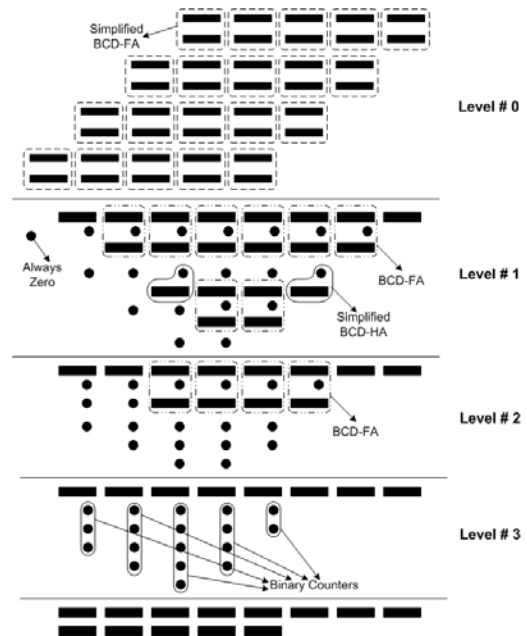 Simplified
BCD-FA
Level # 0
Always
Zero
BCD-FA
Level # 1
Simplified
BCD-HA
BCD-FA
Level # 2
Level # 3
Binary Counters